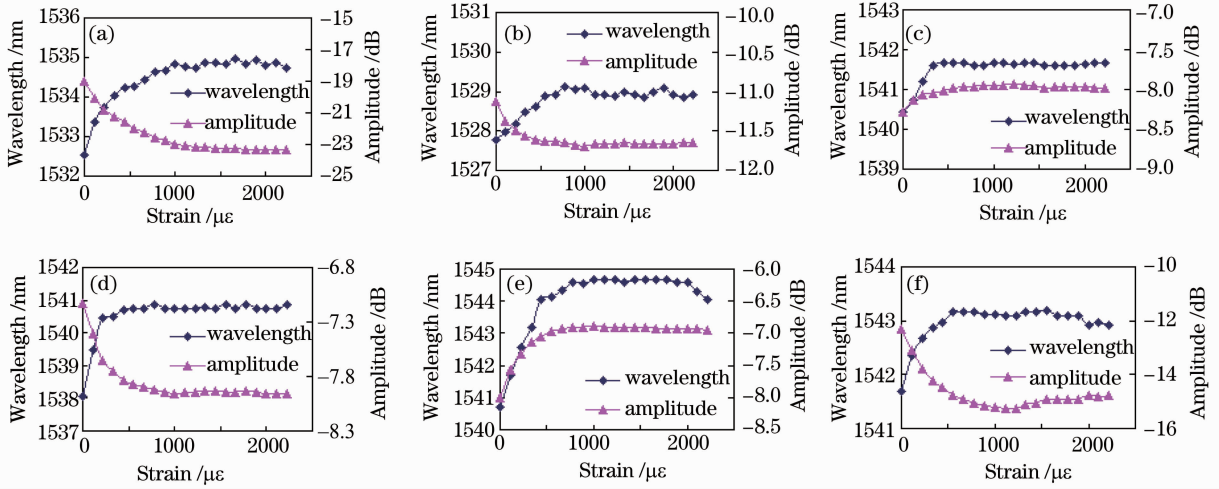 (a)
Wavelength /nm
1536
1535
1534
1533
1532
−15
−17
−19
−21
−23
−25
Amplitude /dB
wavelength
amplitude
0 1000 2000
Strain /με
(b)
Wavelength /nm
1531
1530
1529
1528
1527
−10.0
−10.5
−11.0
−11.5
−12.0
Amplitude /dB
wavelength
amplitude
0 1000 2000
Strain /με
(c)
Wavelength /nm
1543
1542
1541
1540
1539
−7.0
−7.5
−8.0
−8.5
−9.0
Amplitude /dB
wavelength
amplitude
0 1000 2000
Strain /με
(d)
Wavelength /nm
1542
1541
1540
1539
1538
1537
−6.8
−7.3
−7.8
−8.3
Amplitude /dB
wavelength
amplitude
0 1000 2000
Strain /με
(e)
Wavelength /nm
1545
1544
1543
1542
1541
1540
−6.0
−6.5
−7.0
−7.5
−8.0
−8.5
Amplitude /dB
wavelength
amplitude
0 1000 2000
Strain /με
(f)
Wavelength /nm
1544
1543
1542
1541
−10
−12
−14
−16
Amplitude /dB
wavelength
amplitude
0 1000 2000
Strain /με